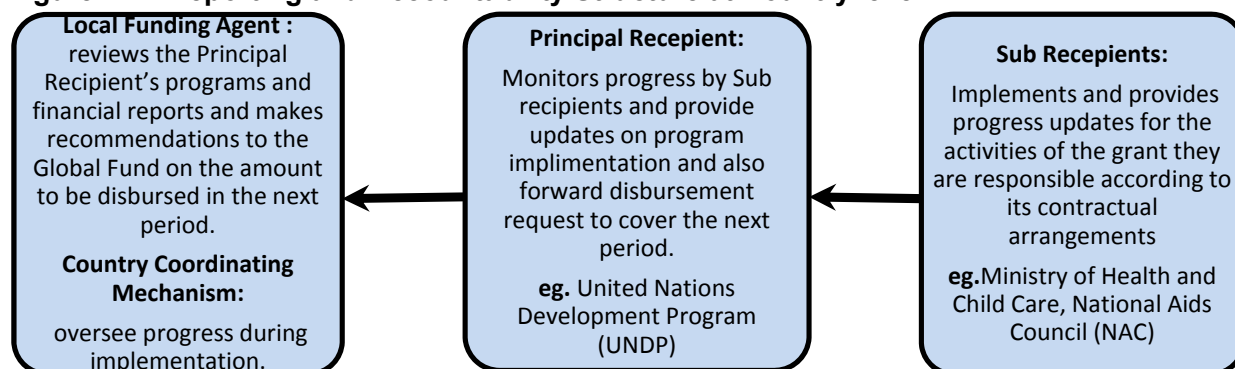 Local Funding Agent :
reviews the Principal
Recipient's programs and
financial reports and makes
recommendations to the
Global Fund on the amount
to be disbursed in the next
period.
Country Coordinating
Mechanism:
oversee progress during
implementation.
Principal Recepient:
Monitors progress by Sub
recipients and provide
updates on program
implimentation and also
forward disbursement
request to cover the next
period.
eg. United Nations
Development Program
(UNDP)
Sub Recepients:
Implements and provides
progress updates for the
activities of the grant they
are responsible according to
its contractual
arrangements
eg.Ministry of Health and
Child Care, National Aids
Council (NAC)